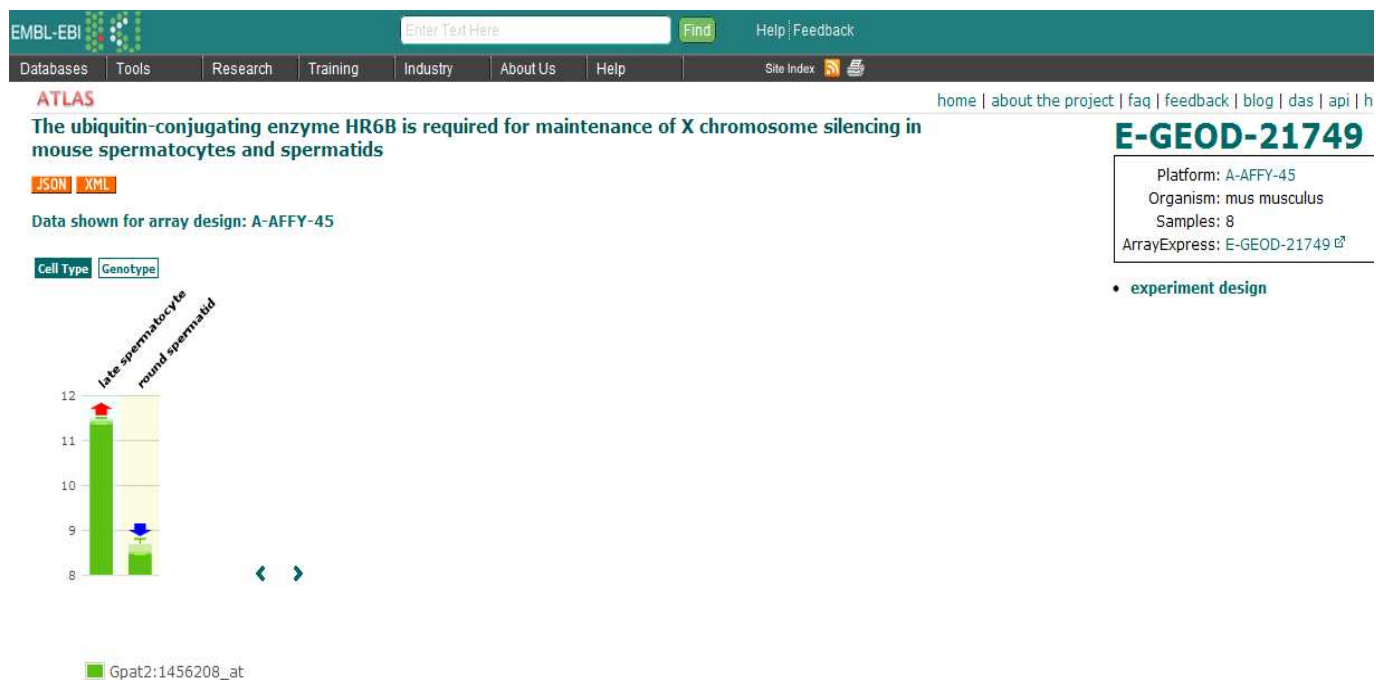 EMBL-EBI
Enter Text Here
Find
Help Feedback
Databases Tools Research Training Industry About Us Help Site Index
ATLAS
home | about the project | faq | feedback | blog | das | api | h
The ubiquitin-conjugating enzyme HR6B is required for maintenance of X chromosome silencing in
mouse spermatocytes and spermatids
E-GEOD-21749
JSON XML
Platform: A-AFFY-45
Organism: mus musculus
Samples: 8
ArrayExpress: E-GEOD-21749
Data shown for array design: A-AFFY-45
Cell Type Genotype
• experiment design
late spermatocyte
round spermatid
12
11
10
9
8
Gpat2:1456208_at